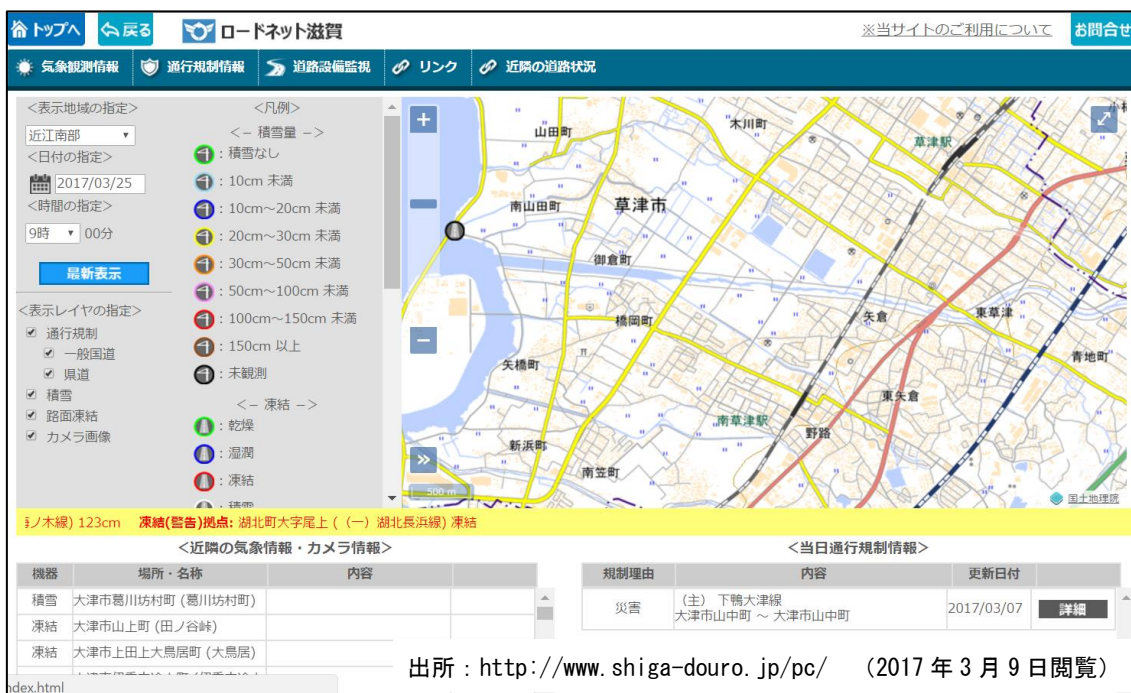 トップへ
戻る
ロードネット滋賀
※当サイトのご利用について
お問合せ
気象観測情報
通行規制情報
道路設備監視
リンク
近隣の道路状況
<表示地域の指定>
近江南部
<日付の指定>
2017/03/25
<時間の指定>
9時 00分
最新表示
<表示レイヤの指定>
通行規制
一般国道
県道
積雪
路面凍結
カメラ画像
<凡例>
<- 積雪量 ->
：積雪なし
：10cm 未満
：10cm～20cm 未満
：20cm～30cm 未満
：30cm～50cm 未満
：50cm～100cm 未満
：100cm～150cm 未満
：150cm 以上
：未観測
<- 凍結 ->
：乾燥
：湿潤
：凍結
：積雪
+
山田町
木川町
草津駅
南山田町
草津市
御倉町
橋岡町
矢倉
東草津
青地町
矢橋町
東矢倉
南草津駅
野路
新浜町
南笠町
−
»
500 m
国土地理院
ノ木線) 123cm 凍結(警告)拠点: 湖北町大字尾上 ( (一) 湖北長浜線) 凍結
<近隣の気象情報・カメラ情報>
機器 場所・名称 内容
積雪 大津市葛川坊村町 (葛川坊村町)
凍結 大津市山上町 (田ノ谷峠)
凍結 大津市上田上大鳥居町 (大鳥居)
<当日通行規制情報>
規制理由 内容 更新日付
災害 (主) 下鴨大津線
大津市山中町 ～ 大津市山中町
2017/03/07 詳細
出所：http://www.shiga-douro.jp/pc/ （2017年3月9日閲覧）
ndex.html